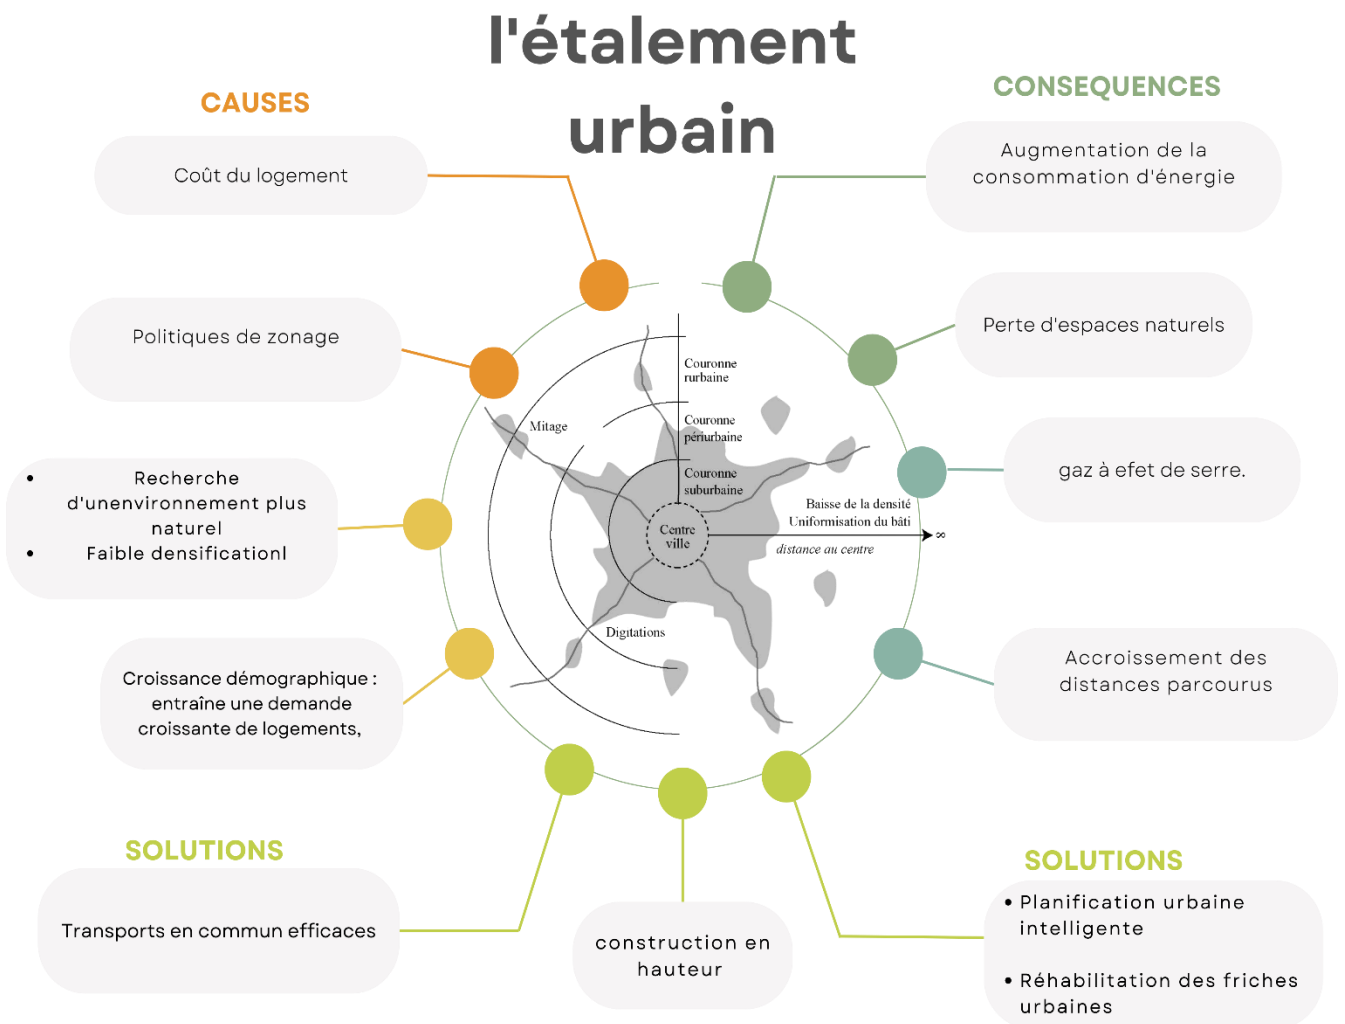 l'étalement
urbain
CAUSES
Coût du logement
Politiques de zonage
• Recherche
d'unenvironnement plus
naturel
• Faible densificationl
Croissance démographique :
entraîne une demande
croissante de logements,
CONSEQUENCES
Augmentation de la
consommation d'énergie
Perte d'espaces naturels
gaz à efet de serre.
Accroissement des
distances parcourus
Couronne
rurbaine
Mitage
Couronne
périurbaine
Couronne
suburbaine
Centre
ville
Baisse de la densité
Uniformisation du bâti
∞
distance au centre
Digitations
SOLUTIONS
Transports en commun efficaces
construction en
hauteur
SOLUTIONS
• Planification urbaine
intelligente
• Réhabilitation des friches
urbaines